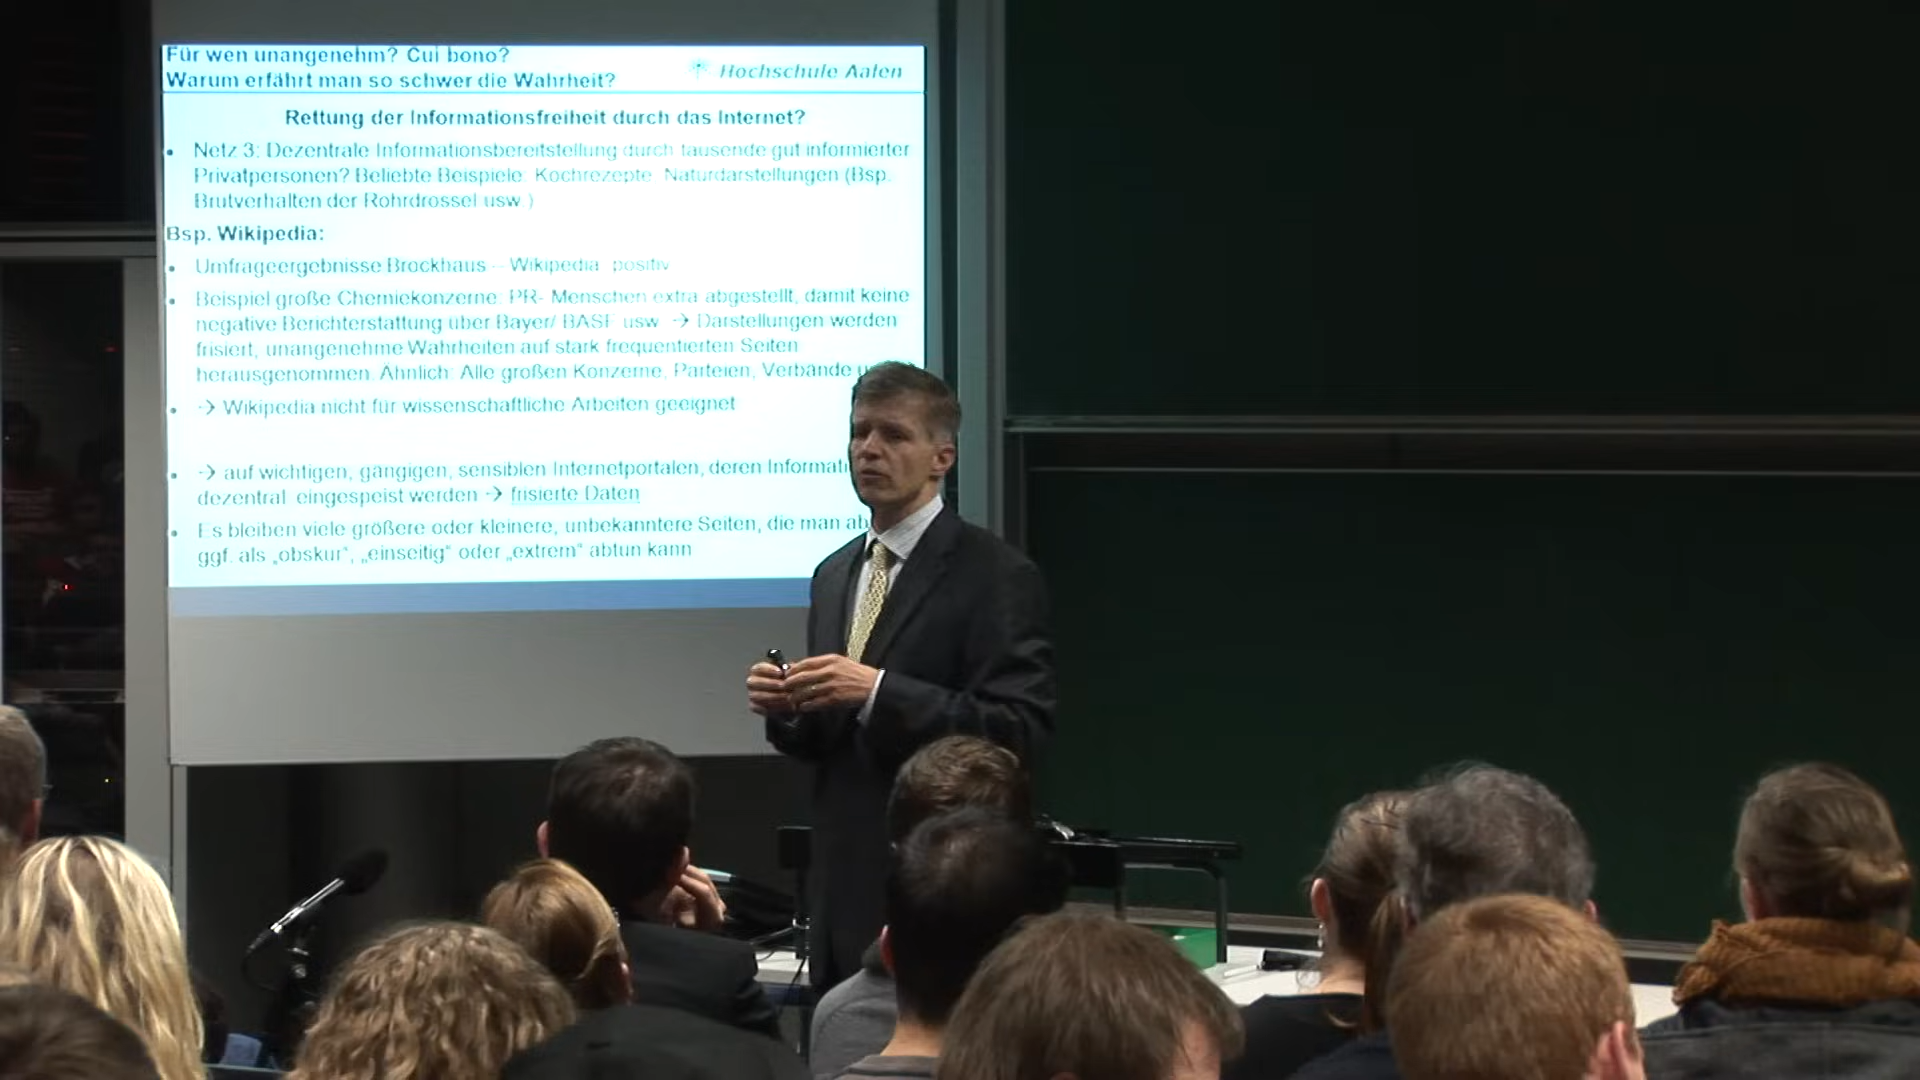 Für wen unangenehm? Cui bono?
Warum erfährt man so schwer die Wahrheit?
Hochschule Aalen
Rettung der Informationsfreiheit durch das Internet?
• Netz 3: Dezentrale Informationsbereitstellung durch tausende gut informierter
Privatpersonen? Beliebte Beispiele: Kochrezepte, Naturdarstellungen (Bsp.
Brutverhalten der Rohrdrossel usw.)
Bsp. Wikipedia:
• Umfrageergebnisse Brockhaus – Wikipedia: positiv
• Beispiel große Chemiekonzerne: PR- Menschen extra abgestellt, damit keine
negative Berichterstattung über Bayer/ BASF usw. → Darstellungen werden
frisiert, unangenehme Wahrheiten auf stark frequentierten Seiten
herausgenommen. Ähnlich: Alle großen Konzerne, Parteien, Verbände
• → Wikipedia nicht für wissenschaftliche Arbeiten geeignet
• → auf wichtigen, gängigen, sensiblen Internetportalen, deren
dezentral eingespeist werden → frisierte Daten
• Es bleiben viele größere oder kleinere, unbekanntere Seiten, die man
ggf. als „obskur“, „einseitig“ oder „extrem“ abtun kann